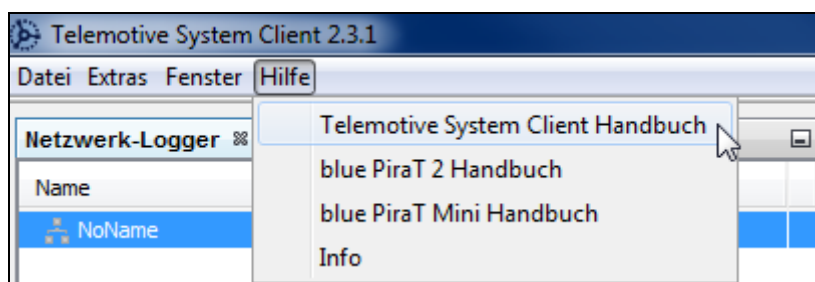 Telemotive System Client 2.3.1
Datei Extras Fenster Hilfe
Netzwerk-Logger
Name
NoName
Telemotive System Client Handbuch
blue PiraT 2 Handbuch
blue PiraT Mini Handbuch
Info